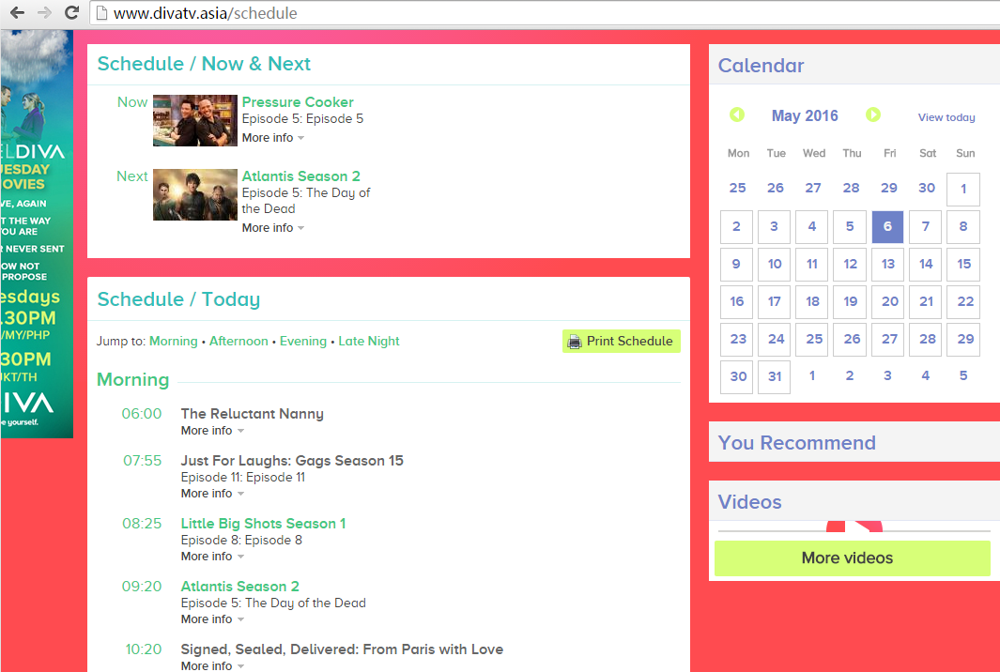 www.divatv.asia/schedule
ELDIVA
UESDAY
OVIES
VE, AGAIN
T THE WAY
YOU ARE
R NEVER SENT
OW NOT
PROPOSE
esdays
.30PM
/MY/PHP
30PM
JKT/TH
IVA
e yourself.
Schedule / Now & Next
Now
Pressure Cooker
Episode 5: Episode 5
More info
Next
Atlantis Season 2
Episode 5: The Day of
the Dead
More info
Schedule / Today
Jump to: Morning • Afternoon • Evening • Late Night
Print Schedule
Morning
06:00 The Reluctant Nanny
More info
07:55 Just For Laughs: Gags Season 15
Episode 11: Episode 11
More info
08:25 Little Big Shots Season 1
Episode 8: Episode 8
More info
09:20 Atlantis Season 2
Episode 5: The Day of the Dead
More info
10:20 Signed, Sealed, Delivered: From Paris with Love
More info
Calendar
May 2016 View today
Mon Tue Wed Thu Fri Sat Sun
25 26 27 28 29 30 1
2 3 4 5 6 7 8
9 10 11 12 13 14 15
16 17 18 19 20 21 22
23 24 25 26 27 28 29
30 31 1 2 3 4 5
You Recommend
Videos
More videos